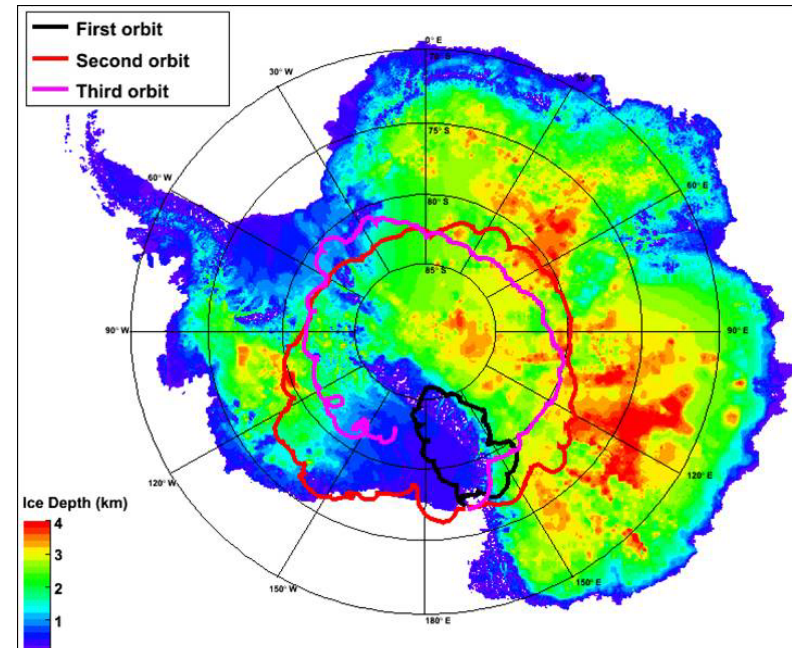 First orbit
Second orbit
Third orbit
0° E
30° W
75° S
60° W
80° S
60° E
85° S
90° W
90° E
120° W
120° E
Ice Depth (km)
4
3
2
1
150° W
150° E
180° E